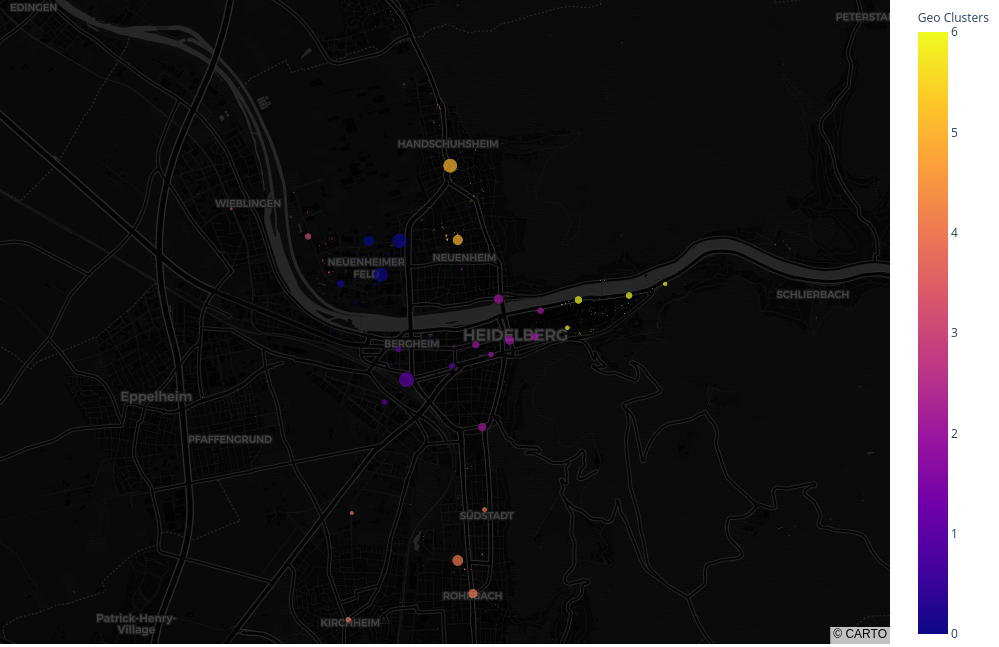 EDINGEN
PETERSTA
HANDSCHUHSHEIM
WIEBLINGEN
NEUENHEIMER
FELD
NEUENHEIM
SCHLIERBACH
HEIDELBERG
BERGHEIM
Eppelheim
PFAFFENGRUND
SÜDSTADT
ROHRBACH
Patrick-Henry-
Village
KIRCHHEIM
© CARTO
Geo Clusters
6
5
4
3
2
1
0